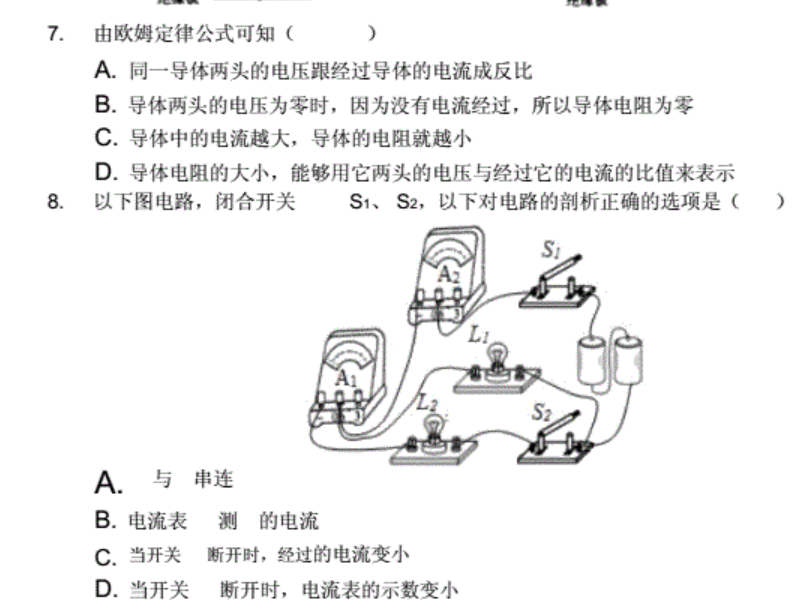 7. 由欧姆定律公式可知（ ）
A. 同一导体两头的电压跟经过导体的电流成反比
B. 导体两头的电压为零时，因为没有电流经过，所以导体电阻为零
C. 导体中的电流越大，导体的电阻就越小
D. 导体电阻的大小，能够用它两头的电压与经过它的电流的比值来表示
8. 以下图电路，闭合开关 S1、 S2，以下对电路的剖析正确的选项是（ ）
S1
A2
L1
A1
L2
S2
A. 与 串连
B. 电流表 测 的电流
C. 当开关 断开时，经过的电流变小
D. 当开关 断开时，电流表的示数变小